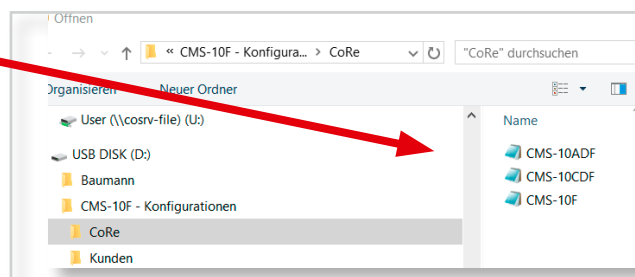 Öffnen
« CMS-10F - Konfigura... > CoRe "CoRe" durchsuchen
Organisieren Neuer Ordner
User (\\cosrv-file) (U:)
USB DISK (D:)
Baumann
CMS-10F - Konfigurationen
CoRe
Kunden
Name
CMS-10ADF
CMS-10CDF
CMS-10F